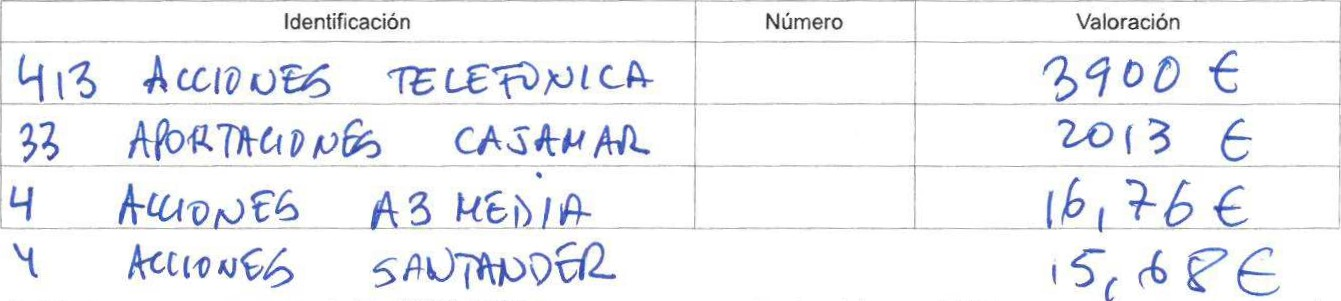 Identificación Número Valoración
413 ACCIONES TELEFONICA 3900 €
33 APORTACIONES CAJAMAR 2013 €
4 ACCIONES A3 MEDIA 16,76 €
4 ACCIONES SANTANDER 15,68 €